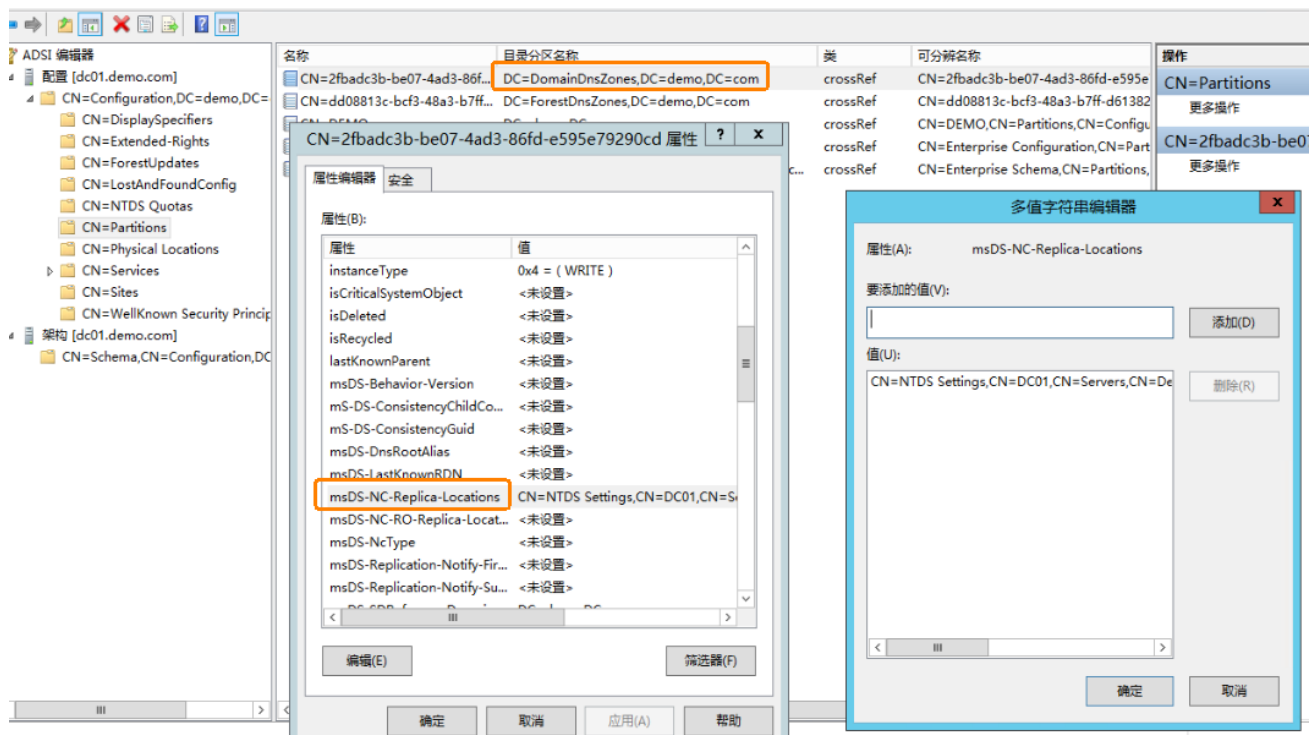 ADSI 编辑器
配置 [dc01.demo.com]
CN=Configuration,DC=demo,DC=
CN=DisplaySpecifiers
CN=Extended-Rights
CN=ForestUpdates
CN=LostAndFoundConfig
CN=NTDS Quotas
CN=Partitions
CN=Physical Locations
CN=Services
CN=Sites
CN=WellKnown Security Princip
架构 [dc01.demo.com]
CN=Schema,CN=Configuration,DC
名称 目录分区名称 类 可分辨名称
CN=2fbadc3b-be07-4ad3-86f... DC=DomainDnsZones,DC=demo,DC=com crossRef CN=2fbadc3b-be07-4ad3-86fd-e595e
CN=dd08813c-bcf3-48a3-b7ff... DC=ForestDnsZones,DC=demo,DC=com crossRef CN=dd08813c-bcf3-48a3-b7ff-d61382
crossRef CN=DEMO,CN=Partitions,CN=Configu
crossRef CN=Enterprise Configuration,CN=Part
c... crossRef CN=Enterprise Schema,CN=Partitions,
操作
CN=Partitions
更多操作
CN=2fbadc3b-be07
更多操作
CN=2fbadc3b-be07-4ad3-86fd-e595e79290cd 属性 ? x
属性编辑器 安全
属性(B):
属性 值
instanceType 0x4 = ( WRITE )
isCriticalSystemObject <未设置>
isDeleted <未设置>
isRecycled <未设置>
lastKnownParent <未设置>
msDS-Behavior-Version <未设置>
mS-DS-ConsistencyChildCo... <未设置>
mS-DS-ConsistencyGuid <未设置>
msDS-DnsRootAlias <未设置>
msDS-LastKnownRDN <未设置>
msDS-NC-Replica-Locations CN=NTDS Settings,CN=DC01,CN=Se
msDS-NC-RO-Replica-Locat... <未设置>
msDS-NcType <未设置>
msDS-Replication-Notify-Fir... <未设置>
msDS-Replication-Notify-Su... <未设置>
编辑(E) 筛选器(F)
确定 取消 应用(A) 帮助
多值字符串编辑器 x
属性(A): msDS-NC-Replica-Locations
要添加的值(V):
添加(D)
值(U):
CN=NTDS Settings,CN=DC01,CN=Servers,CN=De
删除(R)
确定 取消